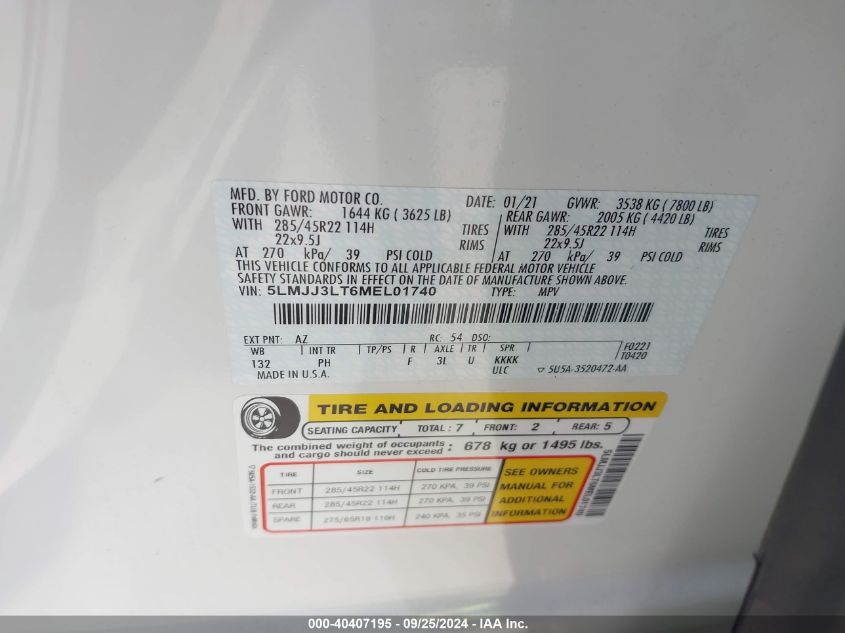 MFD. BY FORD MOTOR CO. DATE: 01/21 GVWR: 3538 KG ( 7800 LB)
FRONT GAWR: 1644 KG ( 3625 LB) REAR GAWR: 2005 KG ( 4420 LB)
WITH 285/45R22 114H TIRES WITH 285/45R22 114H TIRES
22x9.5J RIMS 22x9.5J RIMS
AT 270 kPa/ 39 PSI COLD AT 270 kPa/ 39 PSI COLD
THIS VEHICLE CONFORMS TO ALL APPLICABLE FEDERAL MOTOR VEHICLE
SAFETY STANDARDS IN EFFECT ON THE DATE OF MANUFACTURE SHOWN ABOVE.
VIN: 5LMJJ3LT6MEL01740 TYPE: MPV
EXT PNT: AZ RC: 54 DSO:
WB INT TR TP/PS R AXLE TR SPR F0221
132 PH F 3L U KKKK T0420
MADE IN U.S.A. ULC 5U5A-3520472-AA
TIRE AND LOADING INFORMATION
SEATING CAPACITY TOTAL: 7 FRONT: 2 REAR: 5
The combined weight of occupants and cargo should never exceed: 678 kg or 1495 lbs.
TIRE SIZE COLD TIRE PRESSURE
FRONT 285/45R22 114H 270 KPA, 39 PSI
REAR 285/45R22 114H 270 KPA, 39 PSI
SPARE 275/65R18 116H 240 KPA, 35 PSI
SEE OWNERS
MANUAL FOR
ADDITIONAL
INFORMATION
000-40407195 - 09/25/2024 - IAA Inc.